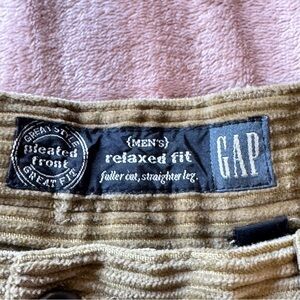 GREAT STYLE
pleated
front
GREAT FIT
{MEN'S}
relaxed fit
fuller cut, straighter leg.
GAP